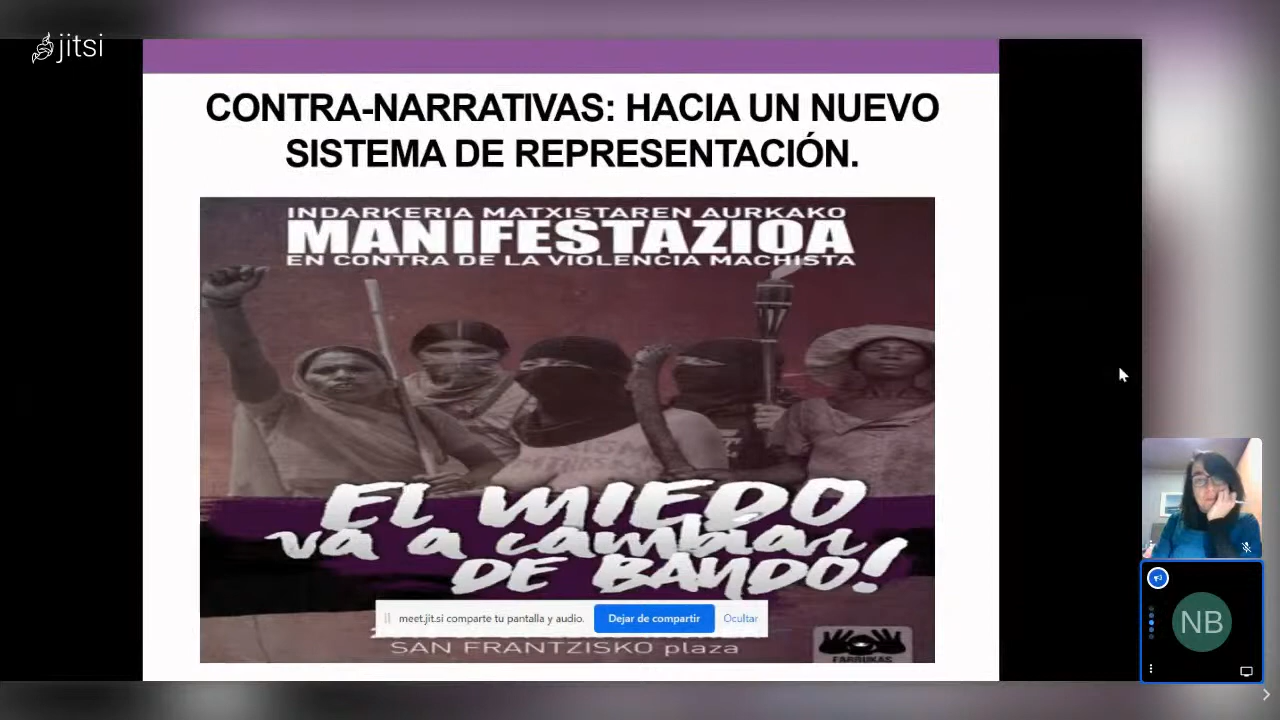 jitsi
CONTRA-NARRATIVAS: HACIA UN NUEVO
SISTEMA DE REPRESENTACIÓN.
INDARKERIA MATXISTAREN AURKAKO
MANIFESTAZIOA
EN CONTRA DE LA VIOLENCIA MACHISTA
EL MIEDO
va a cambiar
DE BANDO!
meet.jit.si comparte tu pantalla y audio.
Dejar de compartir
Ocultar
SAN FRANTZISKO plaza
FARRUKAS
NB